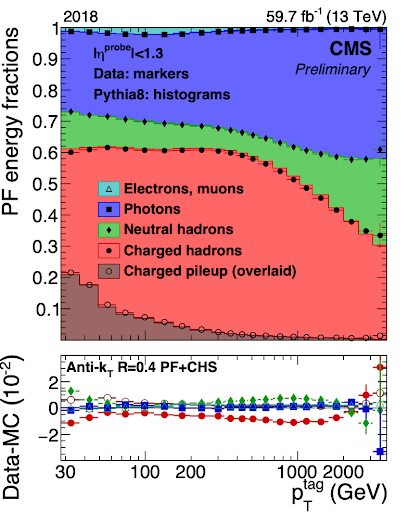 2018 59.7 fb⁻¹ (13 TeV)
PF energy fractions
1
0.9
0.8
0.7
0.6
0.5
0.4
0.3
0.2
0.1
|η^probe|<1.3
CMS
Data: markers
Preliminary
Pythia8: histograms
Electrons, muons
Photons
Neutral hadrons
Charged hadrons
Charged pileup (overlaid)
Data-MC (10⁻²)
Anti-k_T R=0.4 PF+CHS
2
0
−2
30 100 200 1000 2000
p_T^tag (GeV)